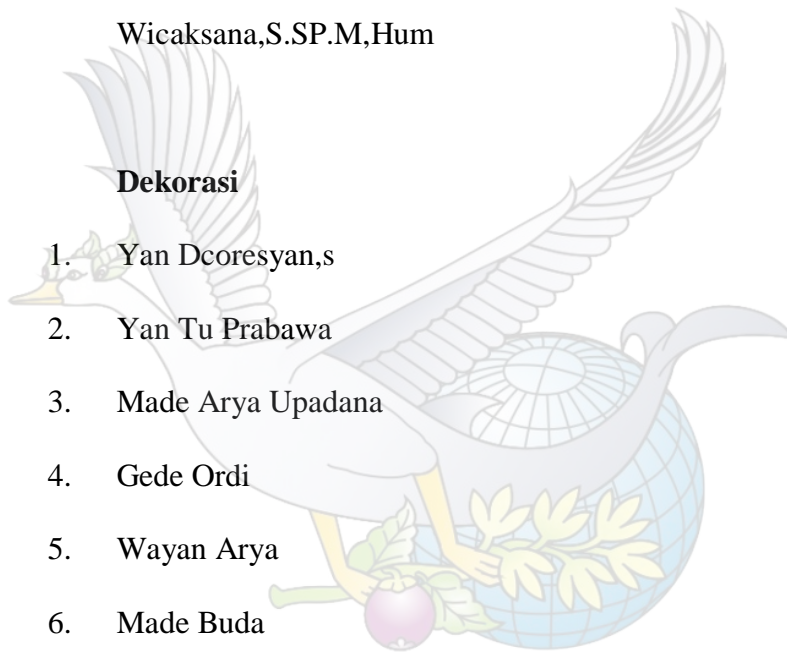 Wicaksana,S.SP.M,Hum
Dekorasi
1. Yan Dcoresyan,s
2. Yan Tu Prabawa
3. Made Arya Upadana
4. Gede Ordi
5. Wayan Arya
6. Made Buda